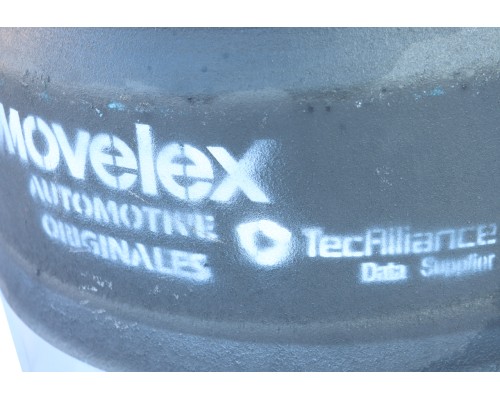 Movelex
AUTOMOTIVE
ORIGINALES
TecAlliance
Data Supplier